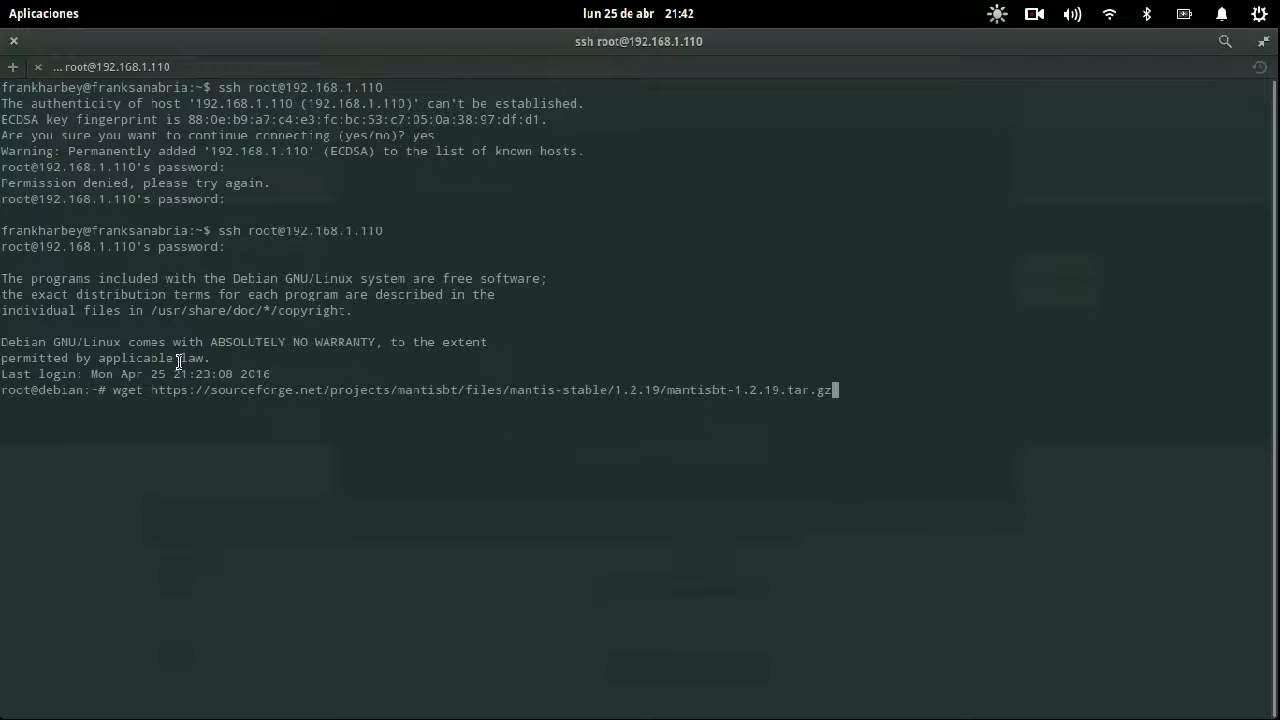 Aplicaciones
lun 25 de abr 21:42
ssh root@192.168.1.110
... root@192.168.1.110
frankharbey@franksanabria:~$ ssh root@192.168.1.110
The authenticity of host '192.168.1.110 (192.168.1.110)' can't be established.
ECDSA key fingerprint is 88:0e:b9:a7:c4:e3:fc:bc:53:c7:05:0a:38:97:df:d1.
Are you sure you want to continue connecting (yes/no)? yes
Warning: Permanently added '192.168.1.110' (ECDSA) to the list of known hosts.
root@192.168.1.110's password:
Permission denied, please try again.
root@192.168.1.110's password:
frankharbey@franksanabria:~$ ssh root@192.168.1.110
root@192.168.1.110's password:
The programs included with the Debian GNU/Linux system are free software;
the exact distribution terms for each program are described in the
individual files in /usr/share/doc/*/copyright.
Debian GNU/Linux comes with ABSOLUTELY NO WARRANTY, to the extent
permitted by applicable law.
Last login: Mon Apr 25 21:23:08 2016
root@debian:~# wget https://sourceforge.net/projects/mantisbt/files/mantis-stable/1.2.19/mantisbt-1.2.19.tar.gz